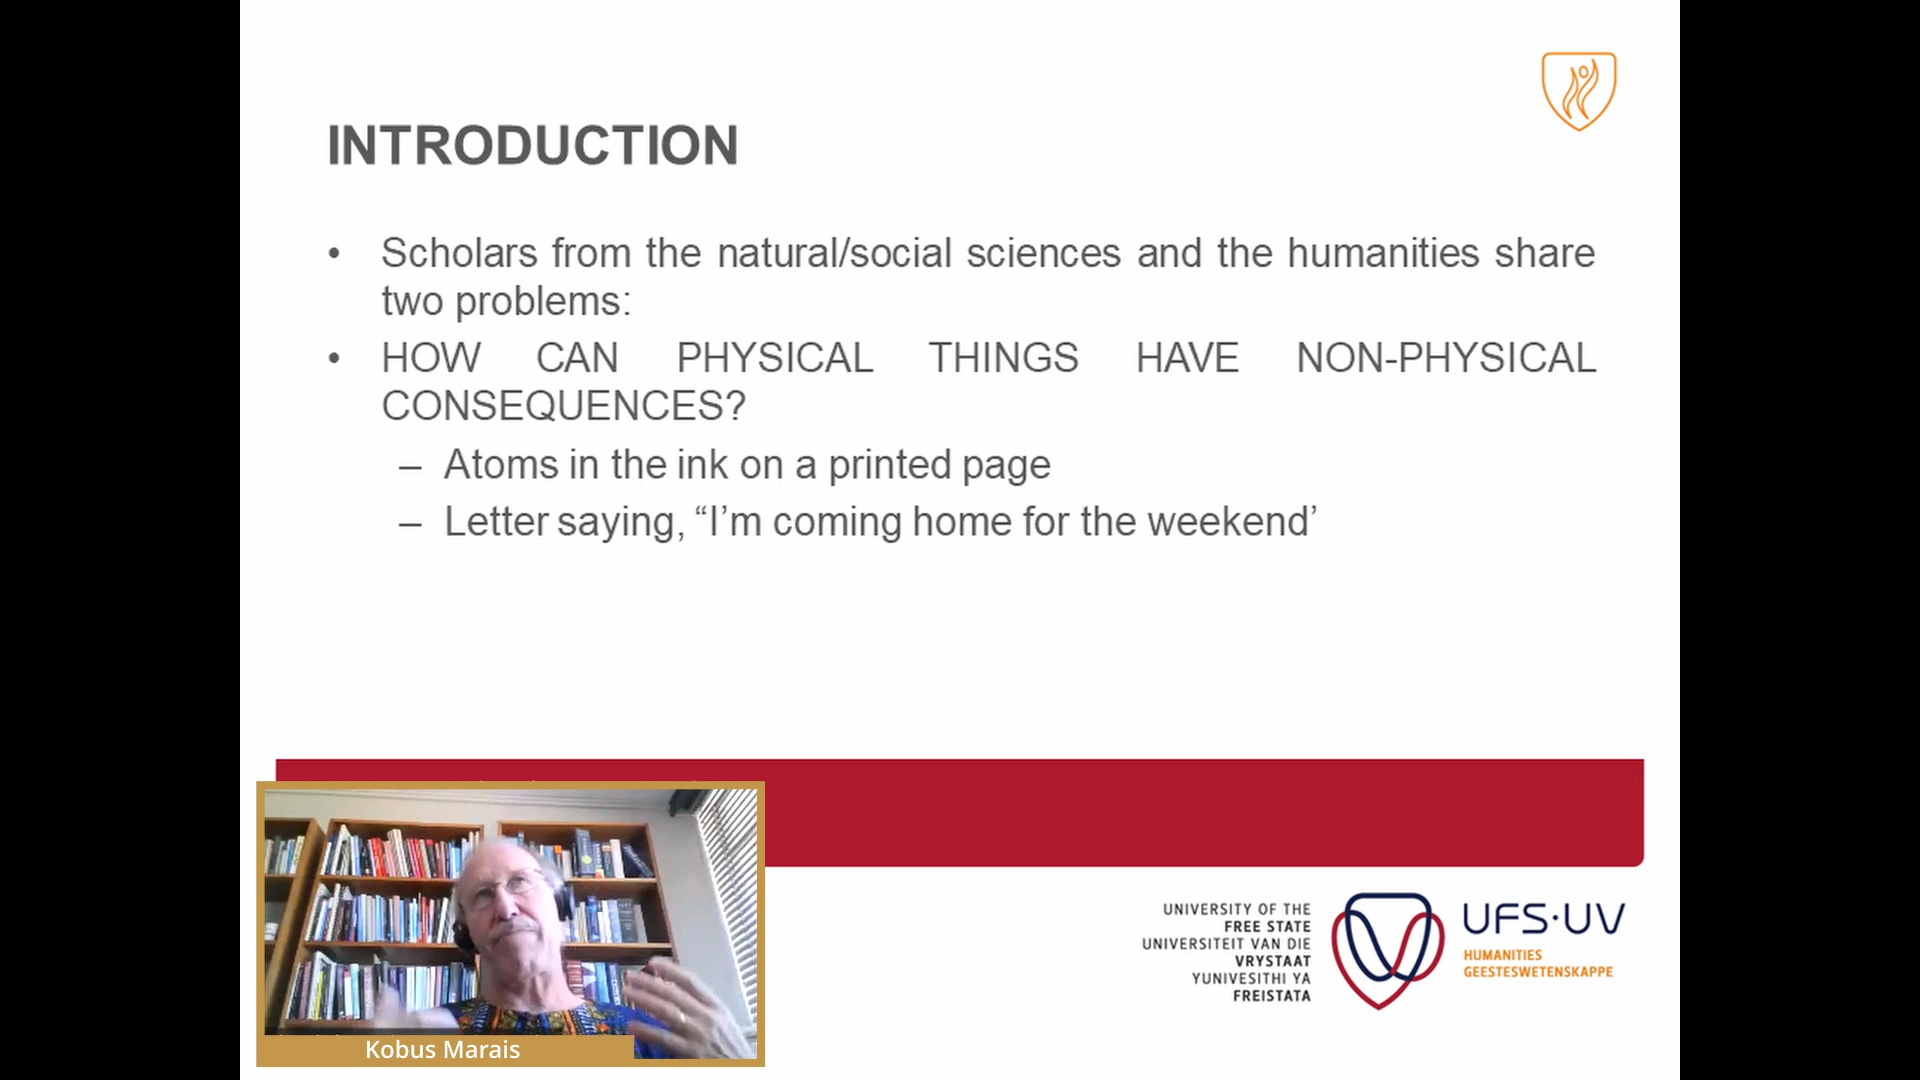 INTRODUCTION
• Scholars from the natural/social sciences and the humanities share
two problems:
• HOW CAN PHYSICAL THINGS HAVE NON-PHYSICAL
CONSEQUENCES?
– Atoms in the ink on a printed page
– Letter saying, “I’m coming home for the weekend’
UNIVERSITY OF THE
FREE STATE
UNIVERSITEIT VAN DIE
VRYSTAAT
YUNIVESITHI YA
FREISTATA
UFS·UV
HUMANITIES
GEESTESWETENSKAPPE
Kobus Marais